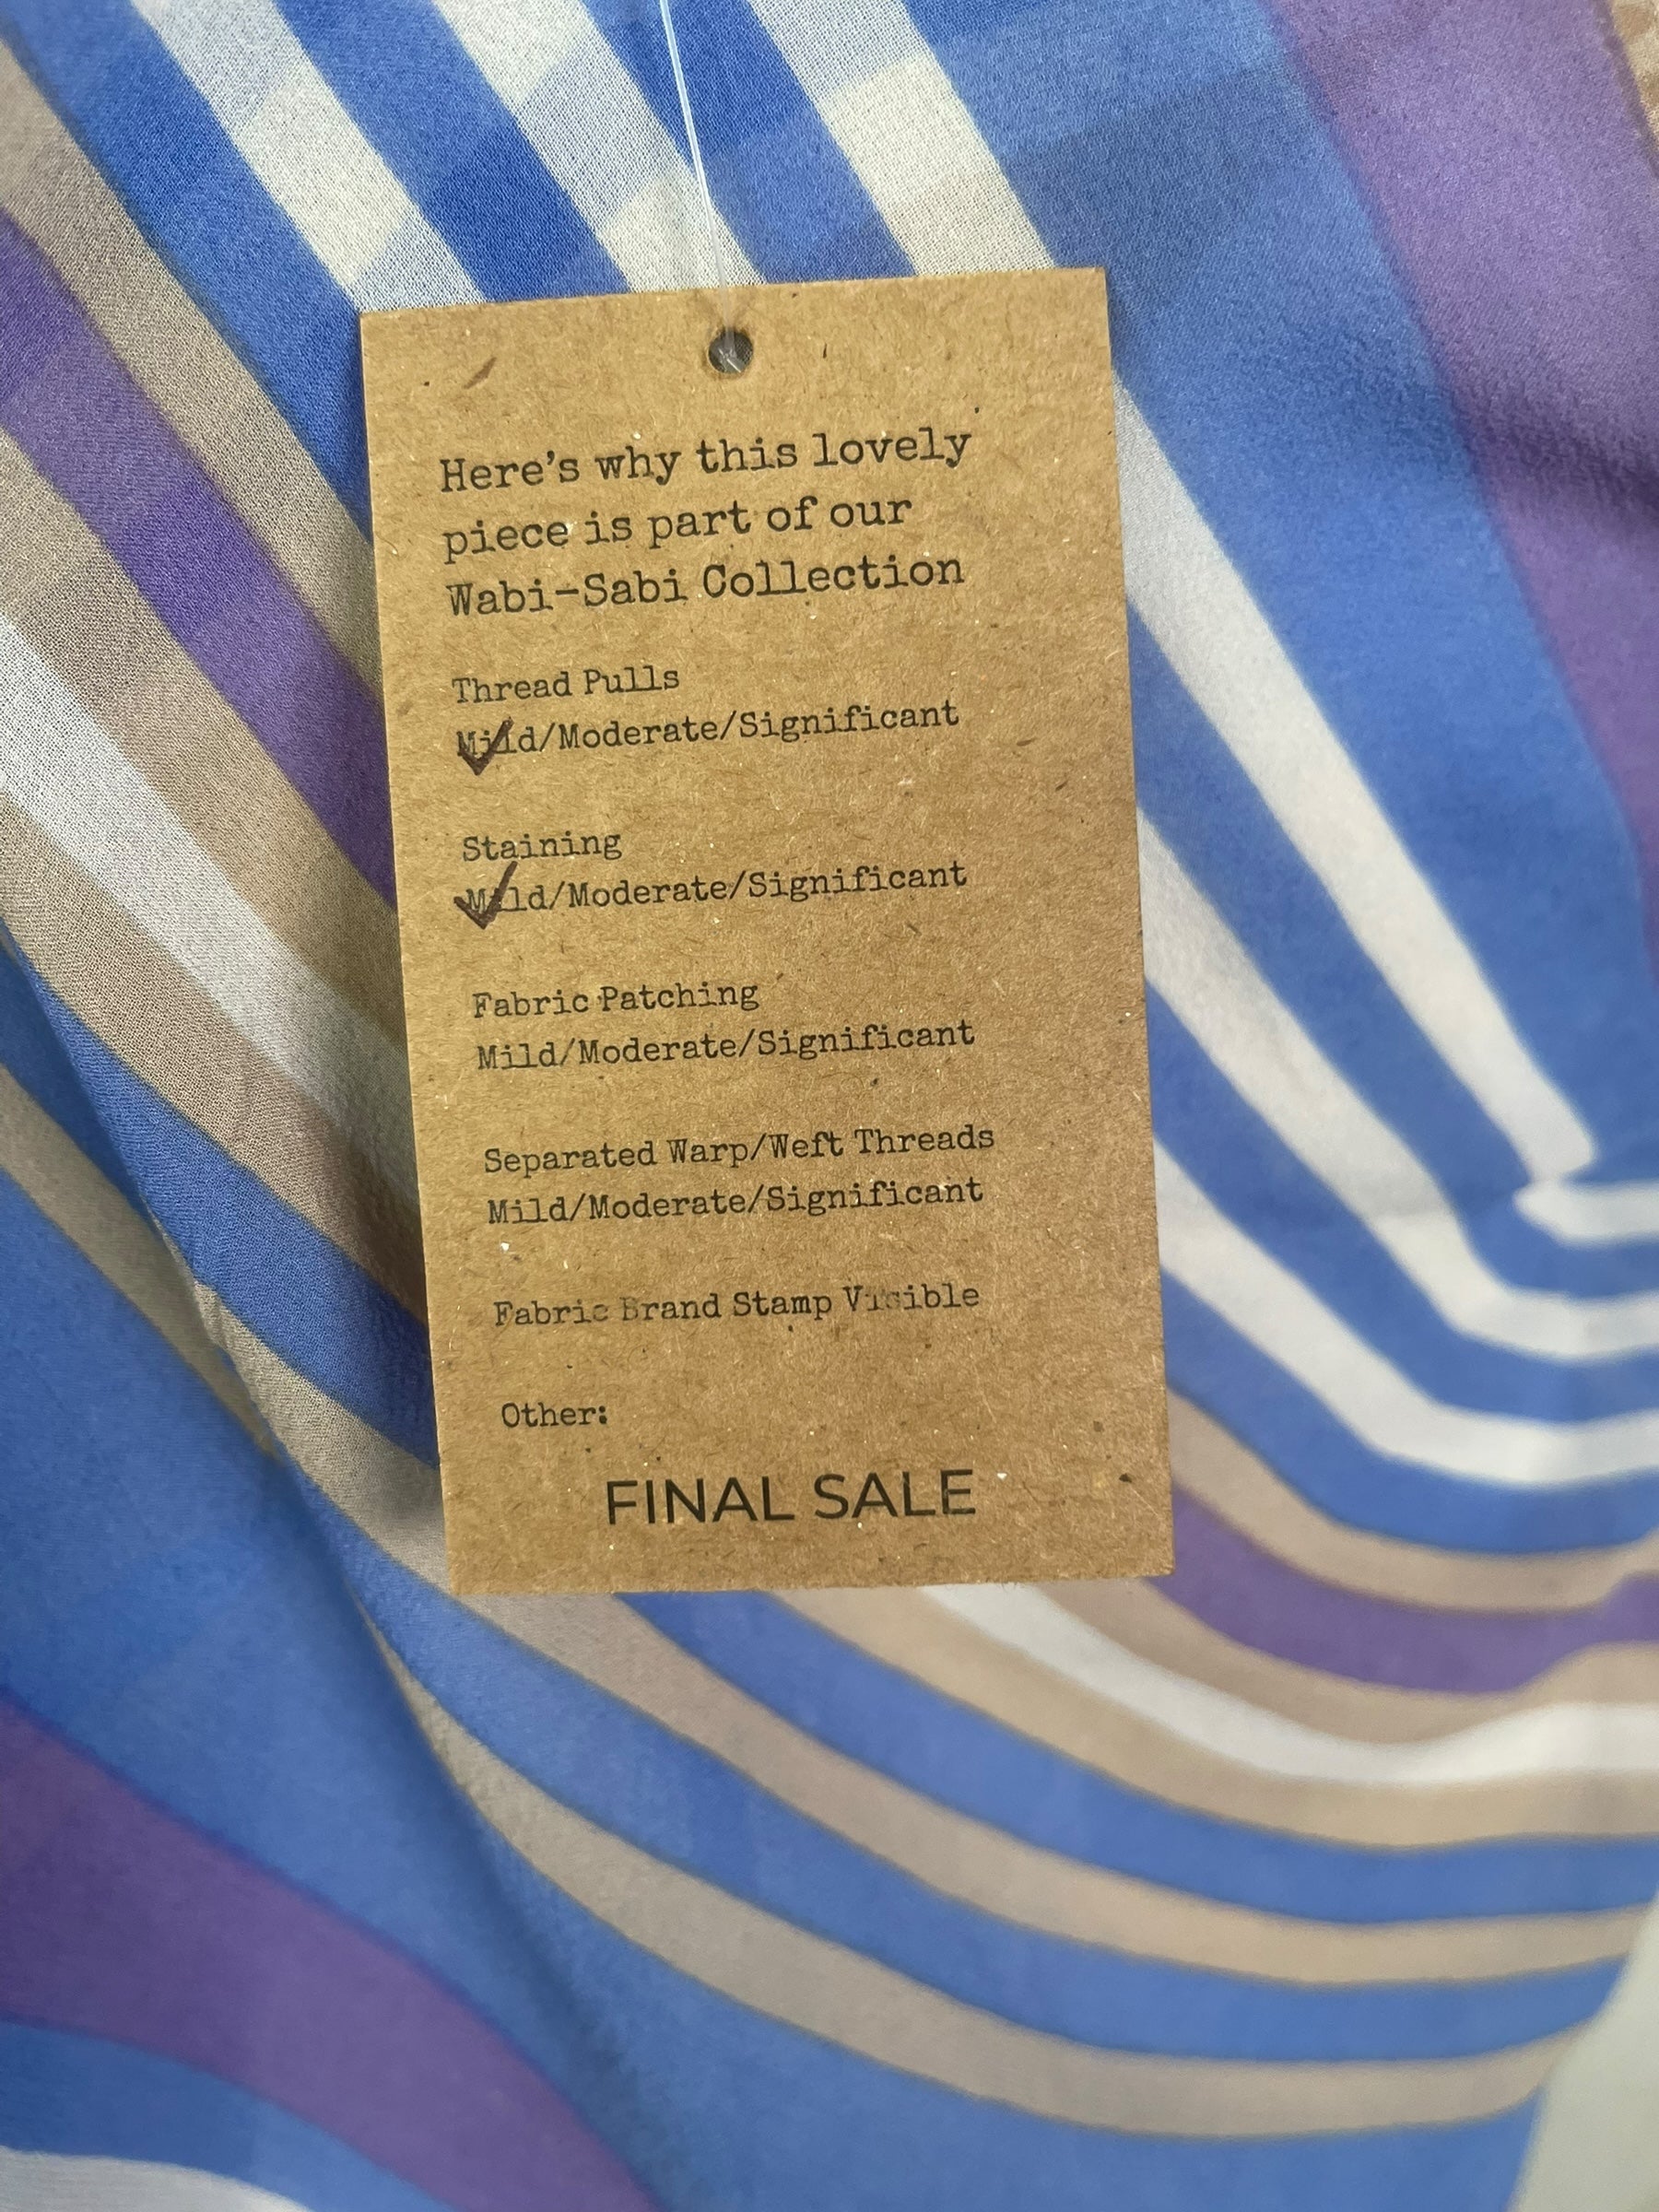 Here's why this lovely
piece is part of our
Wabi-Sabi Collection
Thread Pulls
Mild/Moderate/Significant
Staining
Mild/Moderate/Significant
Fabric Patching
Mild/Moderate/Significant
Separated Warp/Weft Threads
Mild/Moderate/Significant
Fabric Brand Stamp Visible
Other:
FINAL SALE